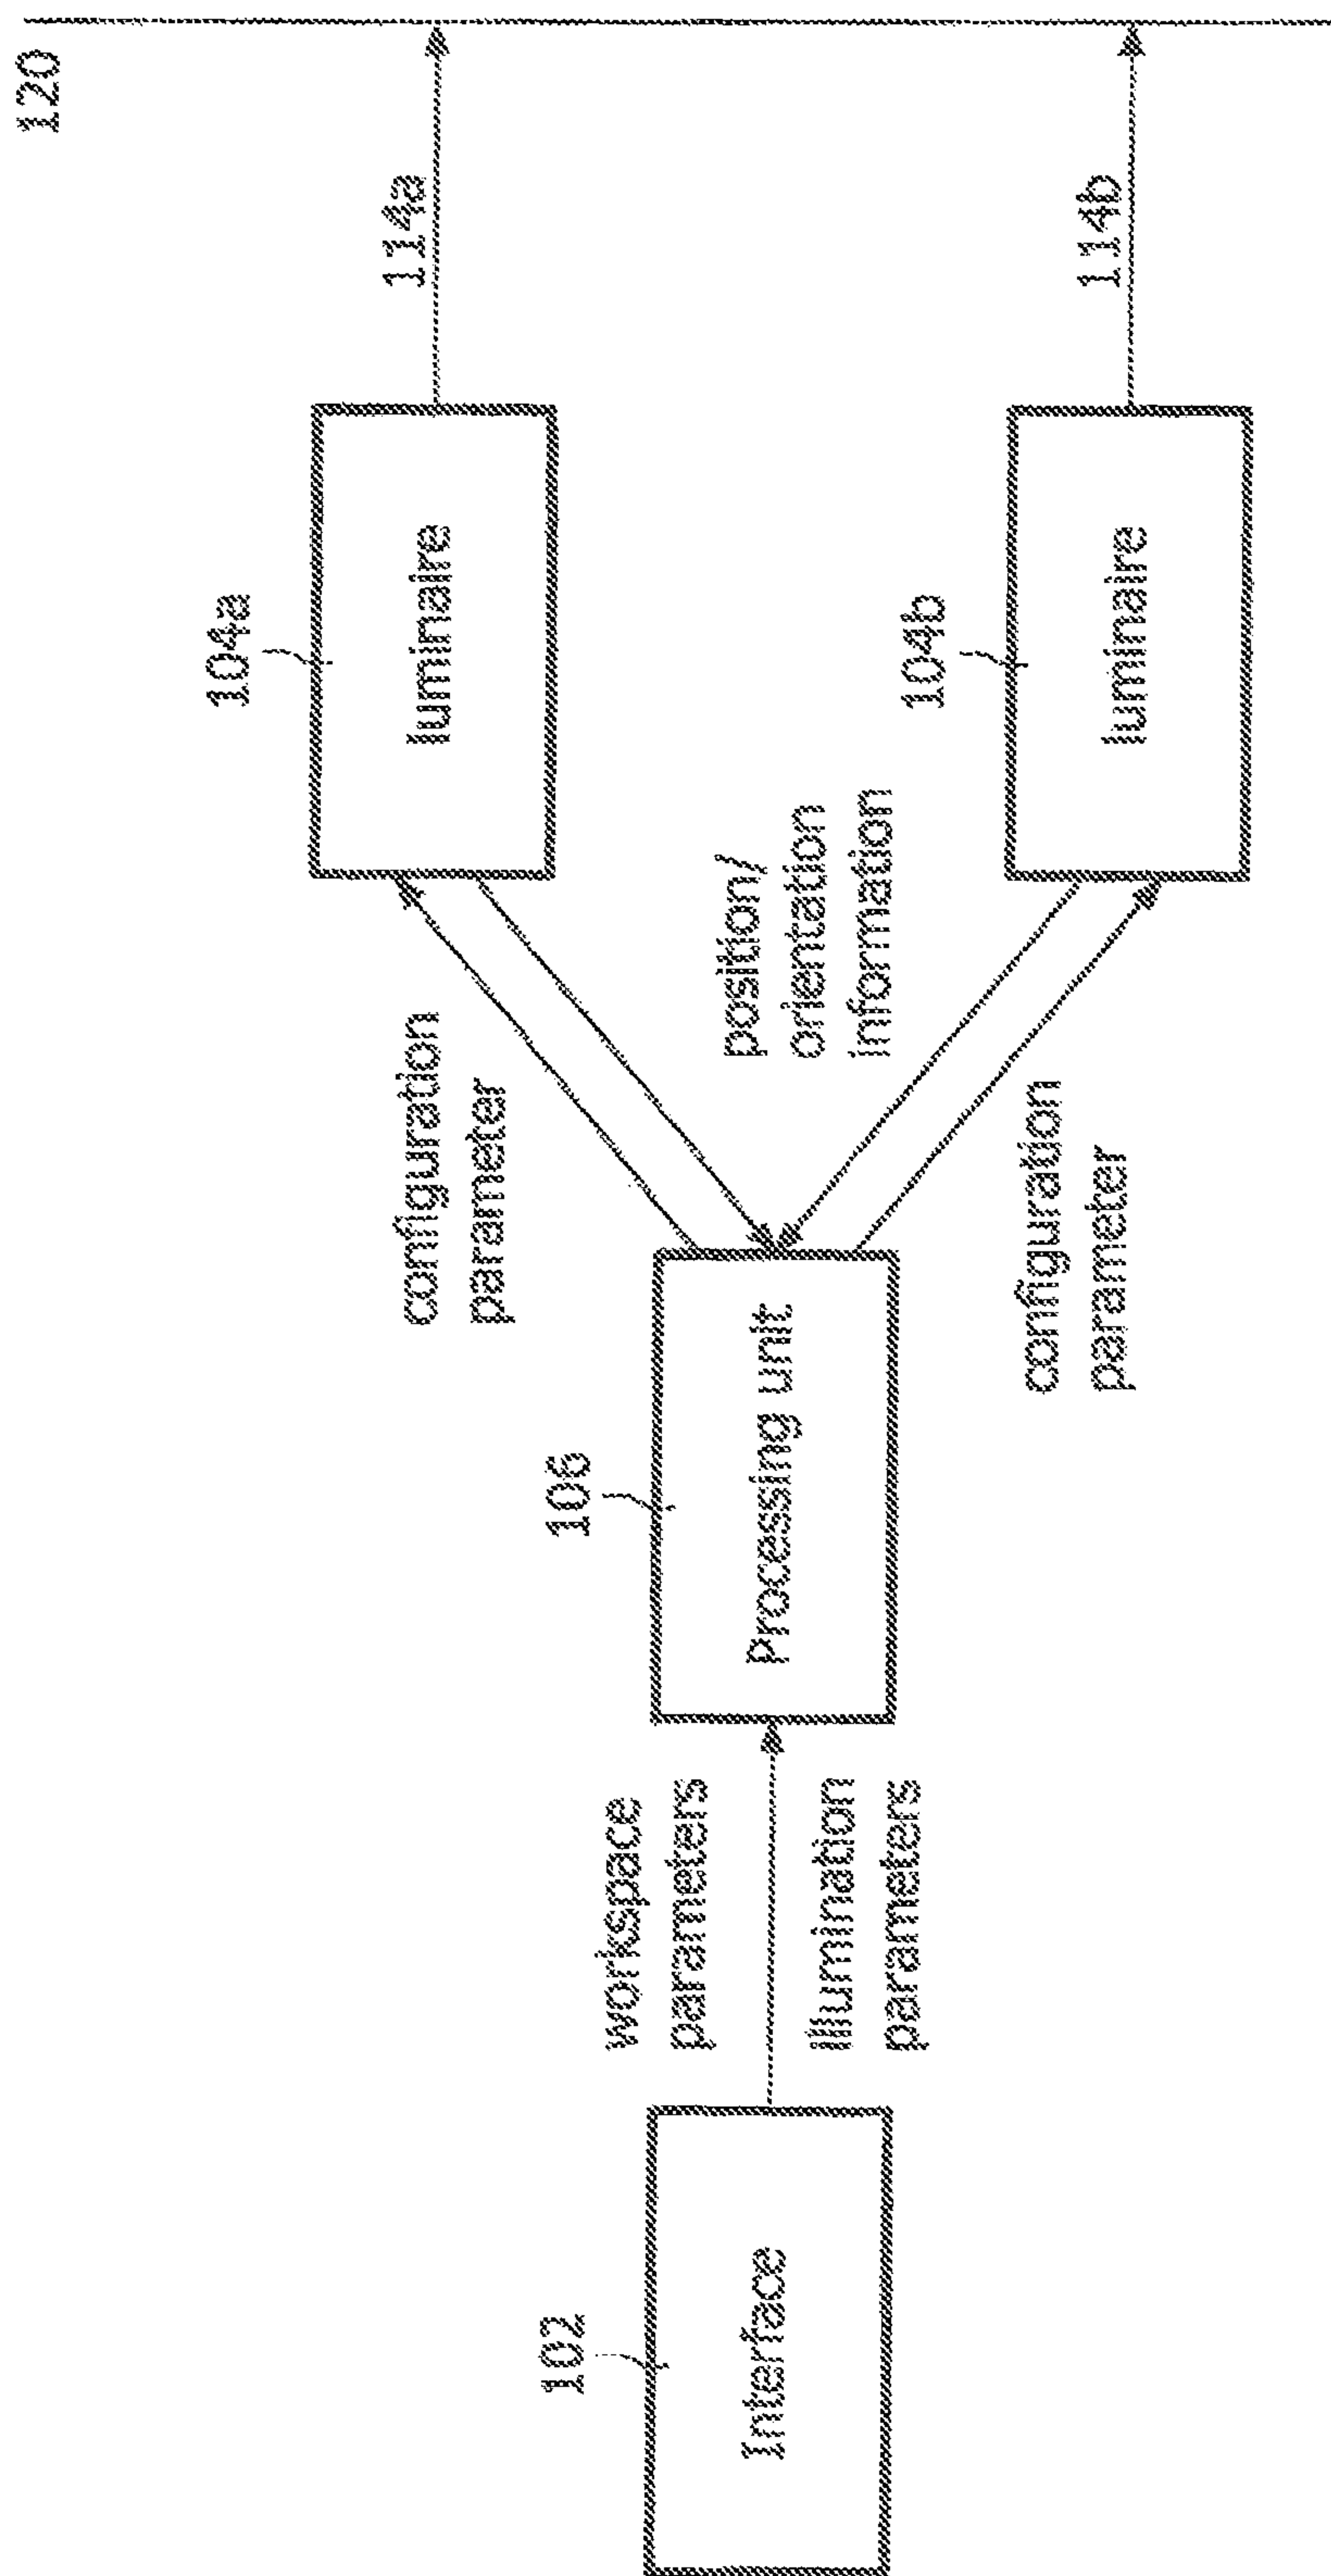 102
Interface
workspace
parameters
Illumination
parameters
106
Processing unit
configuration
parameter
position/
orientation
information
configuration
parameter
104a
luminaire
104b
luminaire
114a
114b
120